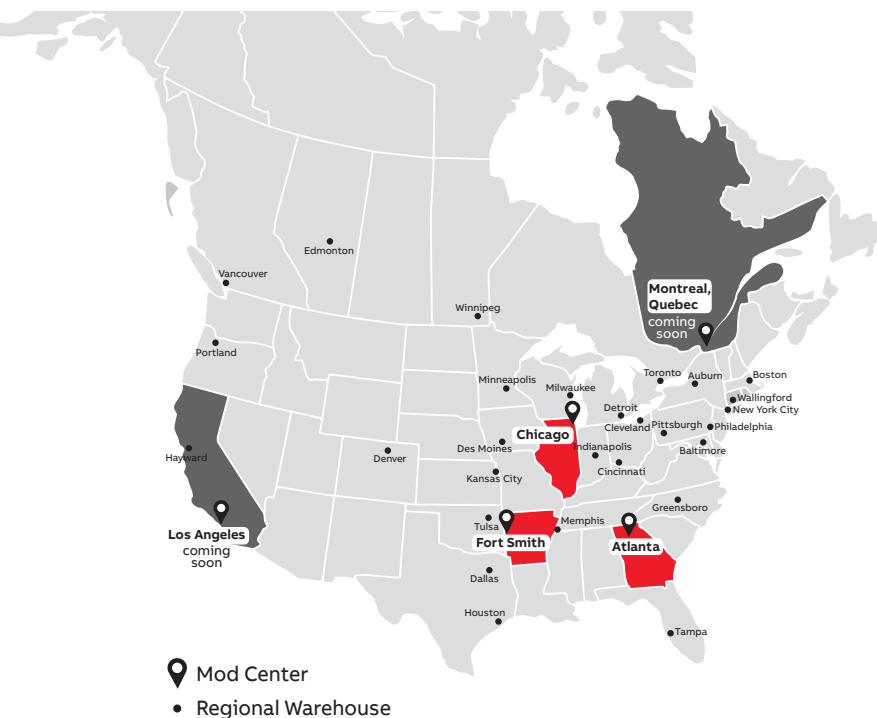 Edmonton
Vancouver
Winnipeg
Montreal,
Quebec
coming
soon
Portland
Minneapolis
Milwaukee
Toronto
Auburn
Boston
Wallingford
New York City
Detroit
Cleveland
Pittsburgh
Philadelphia
Chicago
Hayward
Denver
Des Moines
Indianapolis
Baltimore
Kansas City
Cincinnati
Greensboro
Los Angeles
coming
soon
Tulsa
Memphis
Fort Smith
Atlanta
Dallas
Houston
Tampa
Mod Center
Regional Warehouse